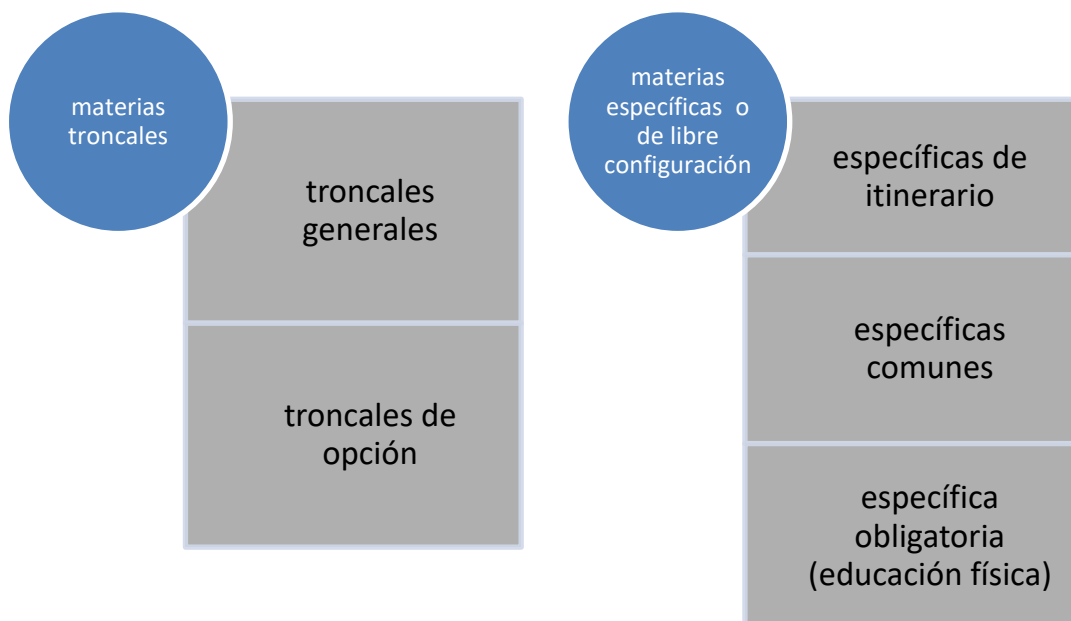 materias
troncales
troncales
generales
troncales de
opción
materias
específicas o
de libre
configuración
específicas de
itinerario
específicas
comunes
específica
obligatoria
(educación física)